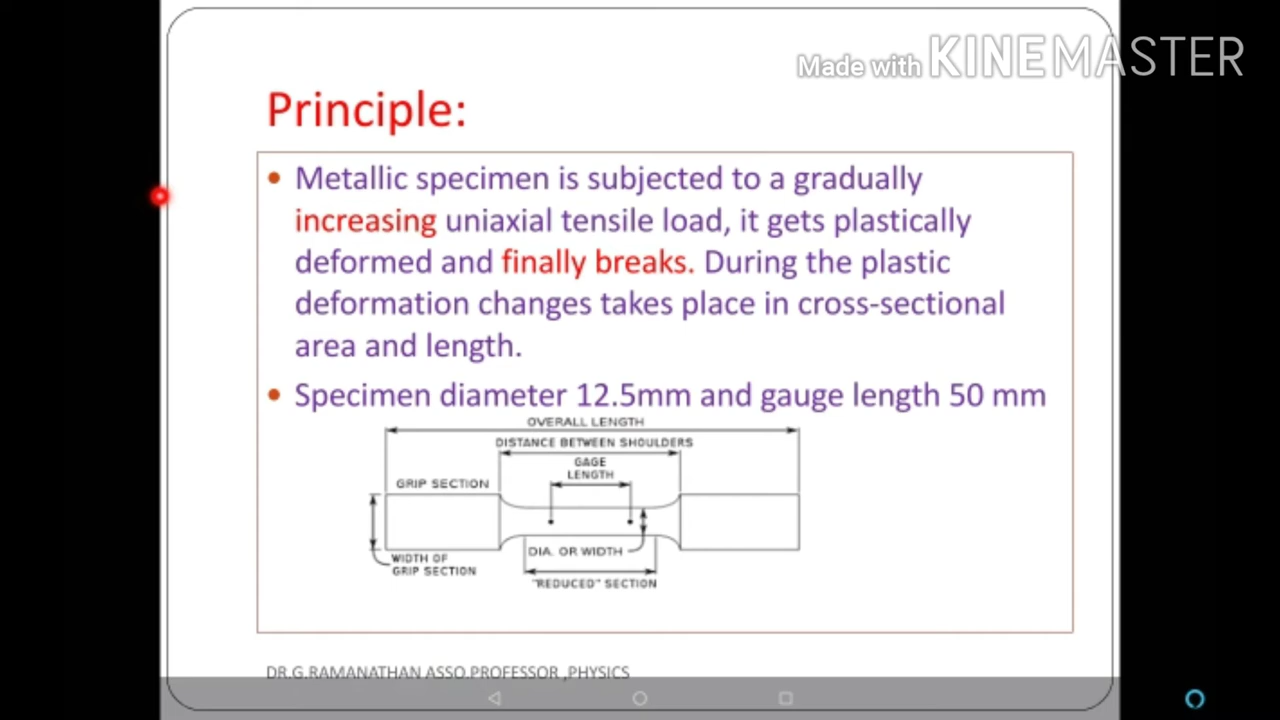 Made with KINEMASTER
Principle:
• Metallic specimen is subjected to a gradually
increasing uniaxial tensile load, it gets plastically
deformed and finally breaks. During the plastic
deformation changes takes place in cross-sectional
area and length.
• Specimen diameter 12.5mm and gauge length 50 mm
OVERALL LENGTH
DISTANCE BETWEEN SHOULDERS
GAGE
LENGTH
GRIP SECTION
DIA. OR WIDTH
WIDTH OF
GRIP SECTION
"REDUCED" SECTION
DR.G.RAMANATHAN ASSO.PROFESSOR ,PHYSICS